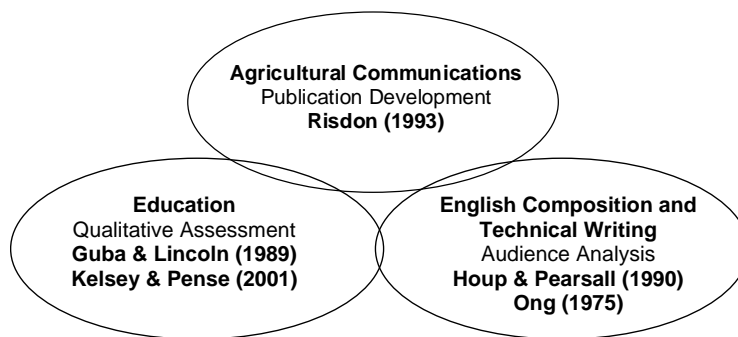 Agricultural Communications
Publication Development
Risdon (1993)
Education
Qualitative Assessment
Guba & Lincoln (1989)
Kelsey & Pense (2001)
English Composition and
Technical Writing
Audience Analysis
Houp & Pearsall (1990)
Ong (1975)